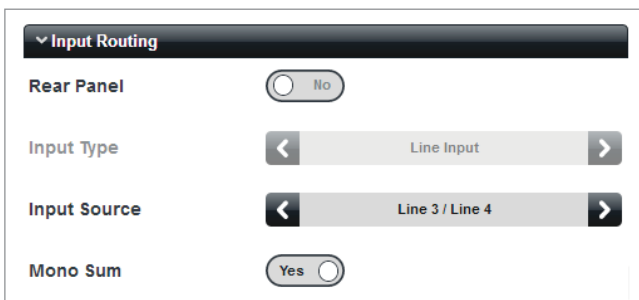 Input Routing
Rear Panel No
Input Type Line Input
Input Source Line 3 / Line 4
Mono Sum Yes